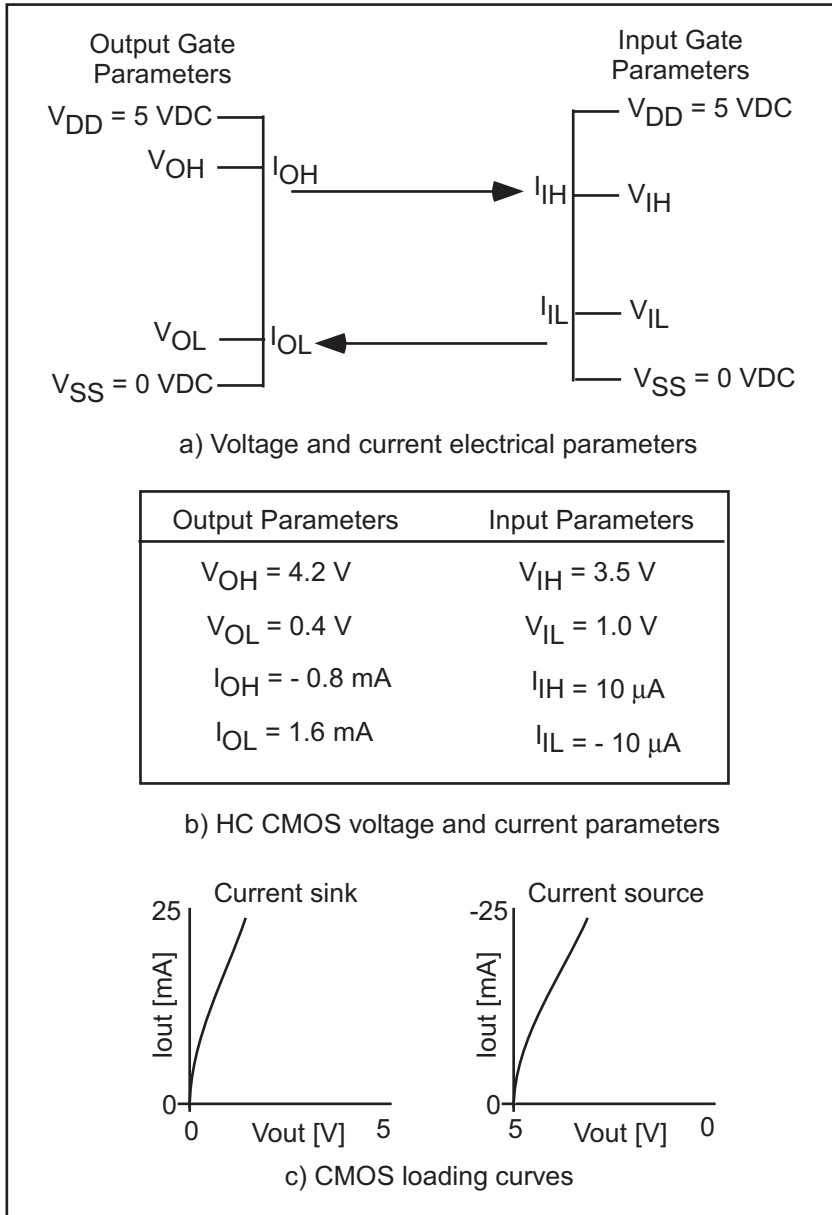 Output Gate
Parameters
Input Gate
Parameters
VDD = 5 VDC
VDD = 5 VDC
VOH
IOH
IIH
VIH
VOL
IOL
IIL
VIL
VSS = 0 VDC
VSS = 0 VDC
a) Voltage and current electrical parameters
Output Parameters
Input Parameters
VOH = 4.2 V
VIH = 3.5 V
VOL = 0.4 V
VIL = 1.0 V
IOH = - 0.8 mA
IIH = 10 μA
IOL = 1.6 mA
IIL = - 10 μA
b) HC CMOS voltage and current parameters
Current sink
25
Iout [mA]
0
0
Vout [V]
5
Current source
-25
Iout [mA]
0
5
Vout [V]
0
c) CMOS loading curves